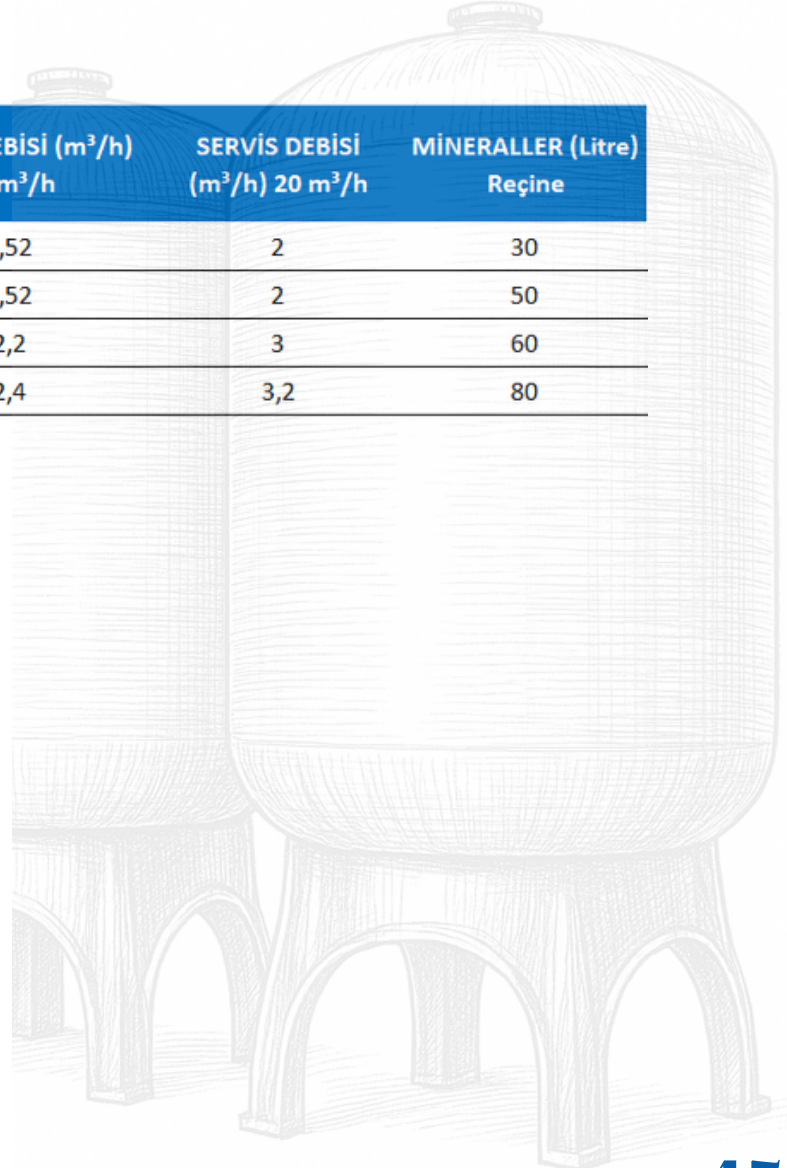 EBİSİ (m³/h) SERVİS DEBİSİ MİNERALLER (Litre)
m³/h (m³/h) 20 m³/h Reçine
,52 2 30
,52 2 50
2,2 3 60
2,4 3,2 80